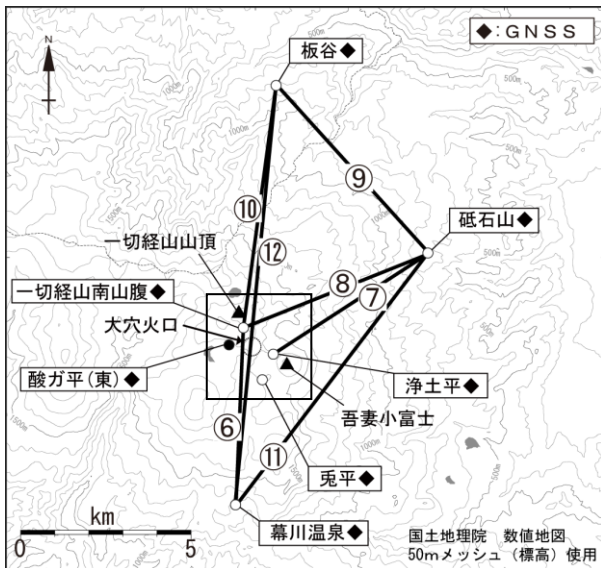 ◆:GNSS
N
板谷◆
500m
1000m
⑨
⑩
⑫
砥石山◆
一切経山山頂
一切経山南山腹◆
⑧
⑦
大穴火口
酸ガ平(東)◆
浄土平◆
吾妻小富士
⑥
⑪
兎平◆
km
0
5
幕川温泉◆
国土地理院 数値地図
50mメッシュ(標高)使用